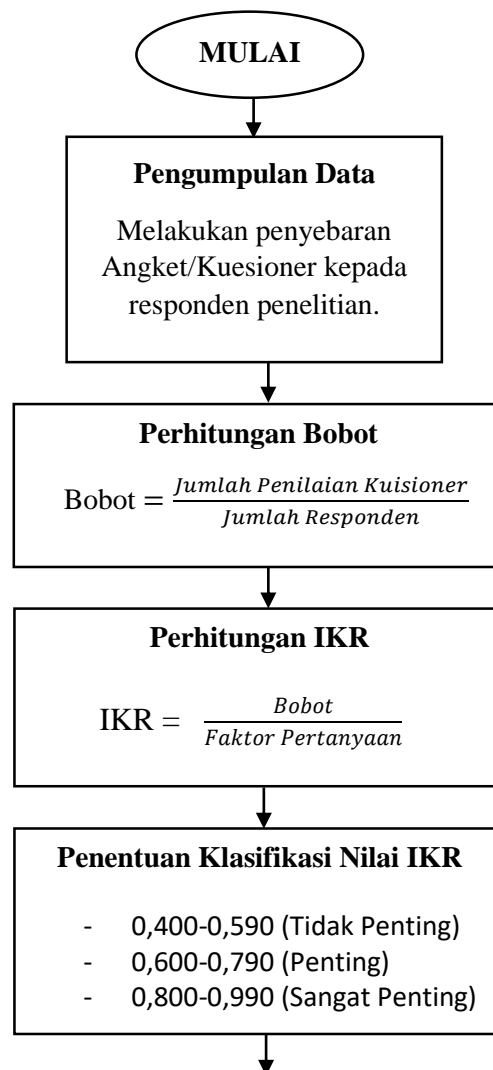 MULAI
Pengumpulan Data
Melakukan penyebaran
Angket/Kuesioner kepada
responden penelitian.
Perhitungan Bobot
Bobot = Jumlah Penilaian Kuisioner / Jumlah Responden
Perhitungan IKR
IKR = Bobot / Faktor Pertanyaan
Penentuan Klasifikasi Nilai IKR
- 0,400-0,590 (Tidak Penting)
- 0,600-0,790 (Penting)
- 0,800-0,990 (Sangat Penting)